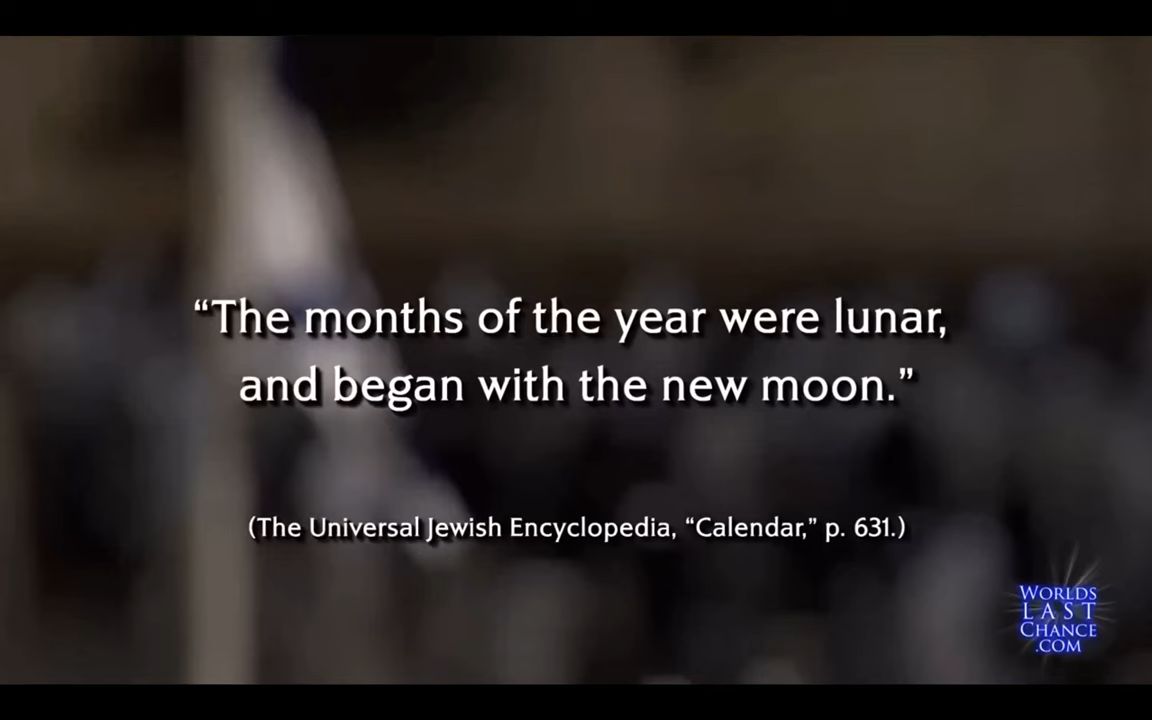 “The months of the year were lunar,
and began with the new moon.”
(The Universal Jewish Encyclopedia, “Calendar,” p. 631.)
WORLDS
LAST
CHANCE
.COM